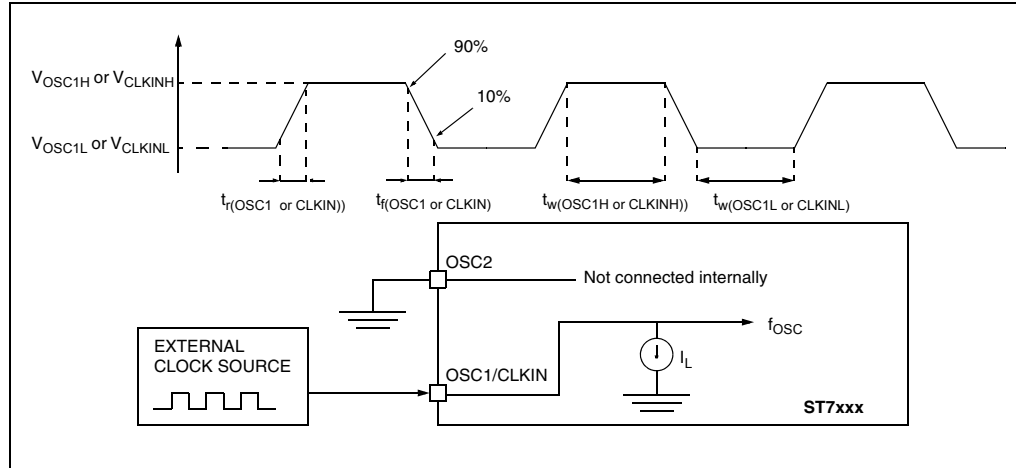 90%
V_OSC1H or V_CLKINH
10%
V_OSC1L or V_CLKINL
t_r(OSC1 or CLKIN))
t_f(OSC1 or CLKIN)
t_w(OSC1H or CLKINH))
t_w(OSC1L or CLKINL)
OSC2
Not connected internally
f_OSC
EXTERNAL
CLOCK SOURCE
I_L
OSC1/CLKIN
ST7xxx